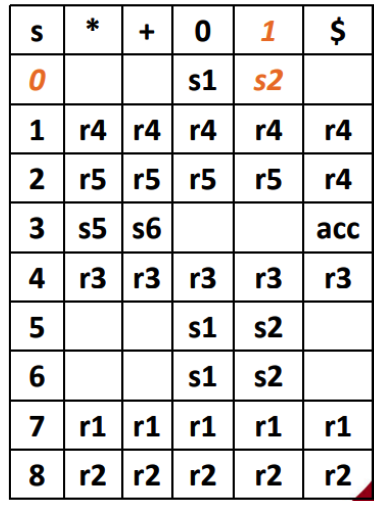 s * + 0 1 $
0 s1 s2
1 r4 r4 r4 r4 r4
2 r5 r5 r5 r5 r4
3 s5 s6 acc
4 r3 r3 r3 r3 r3
5 s1 s2
6 s1 s2
7 r1 r1 r1 r1 r1
8 r2 r2 r2 r2 r2